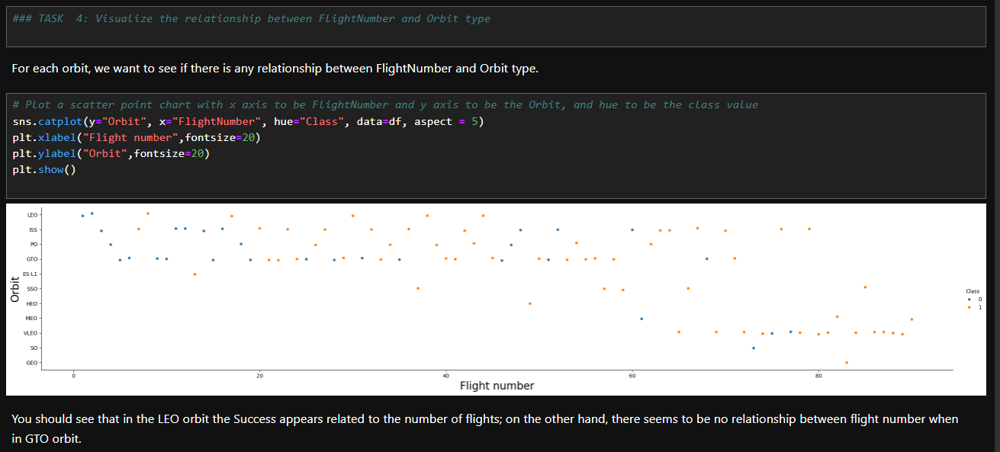 ### TASK  4: Visualize the relationship between FlightNumber and Orbit type
For each orbit, we want to see if there is any relationship between FlightNumber and Orbit type.
# Plot a scatter point chart with x axis to be FlightNumber and y axis to be the Orbit, and hue to be the class value
sns.catplot(y="Orbit", x="FlightNumber", hue="Class", data=df, aspect = 5)
plt.xlabel("Flight number",fontsize=20)
plt.ylabel("Orbit",fontsize=20)
plt.show()
LEO
ISS
PO
GTO
ES-L1
SSO
HEO
MEO
VLEO
SO
GEO
Orbit
0
20
40
60
80
Flight number
Class
0
1
You should see that in the LEO orbit the Success appears related to the number of flights; on the other hand, there seems to be no relationship between flight number when
in GTO orbit.